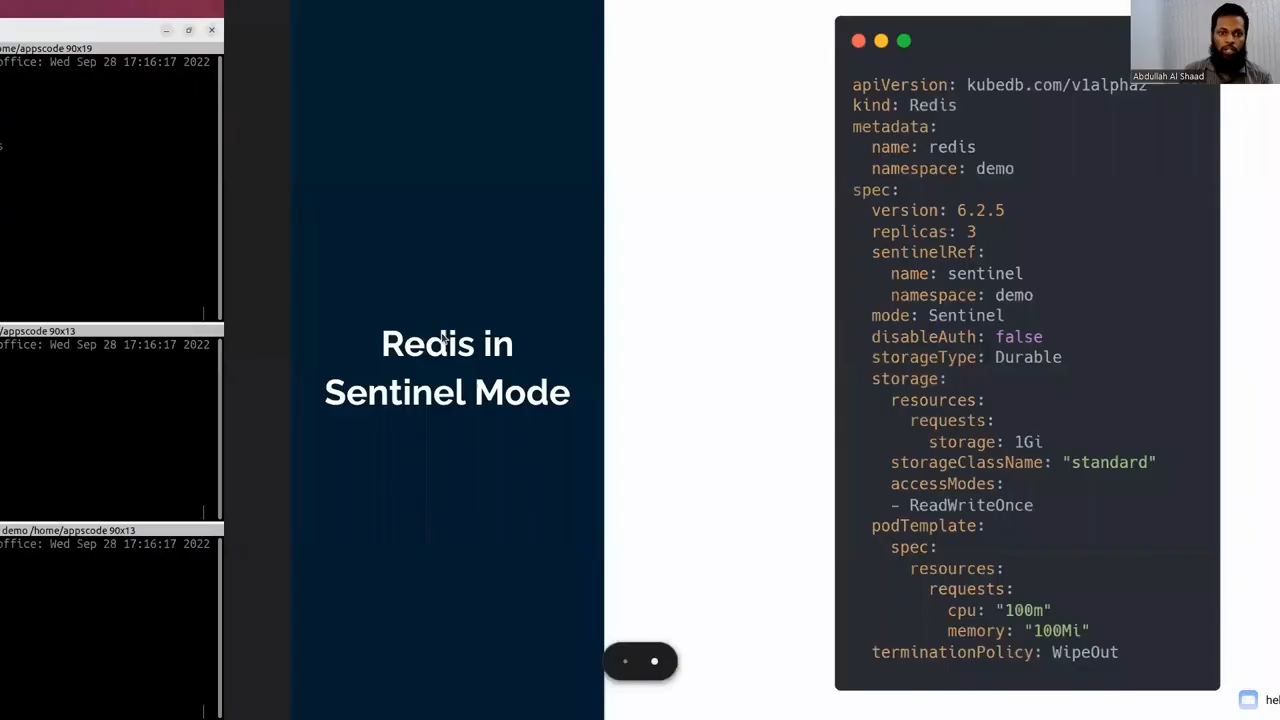 ome/appscode 90x19
office: Wed Sep 28 17:16:17 2022
s
/appscode 90x13
office: Wed Sep 28 17:16:17 2022
demo /home/appscode 90x13
office: Wed Sep 28 17:16:17 2022
Redis in
Sentinel Mode
Abdullah Al Shaad
apiVersion: kubedb.com/v1alpha2
kind: Redis
metadata:
name: redis
namespace: demo
spec:
version: 6.2.5
replicas: 3
sentinelRef:
name: sentinel
namespace: demo
mode: Sentinel
disableAuth: false
storageType: Durable
storage:
resources:
requests:
storage: 1Gi
storageClassName: "standard"
accessModes:
- ReadWriteOnce
podTemplate:
spec:
resources:
requests:
cpu: "100m"
memory: "100Mi"
terminationPolicy: WipeOut
hel